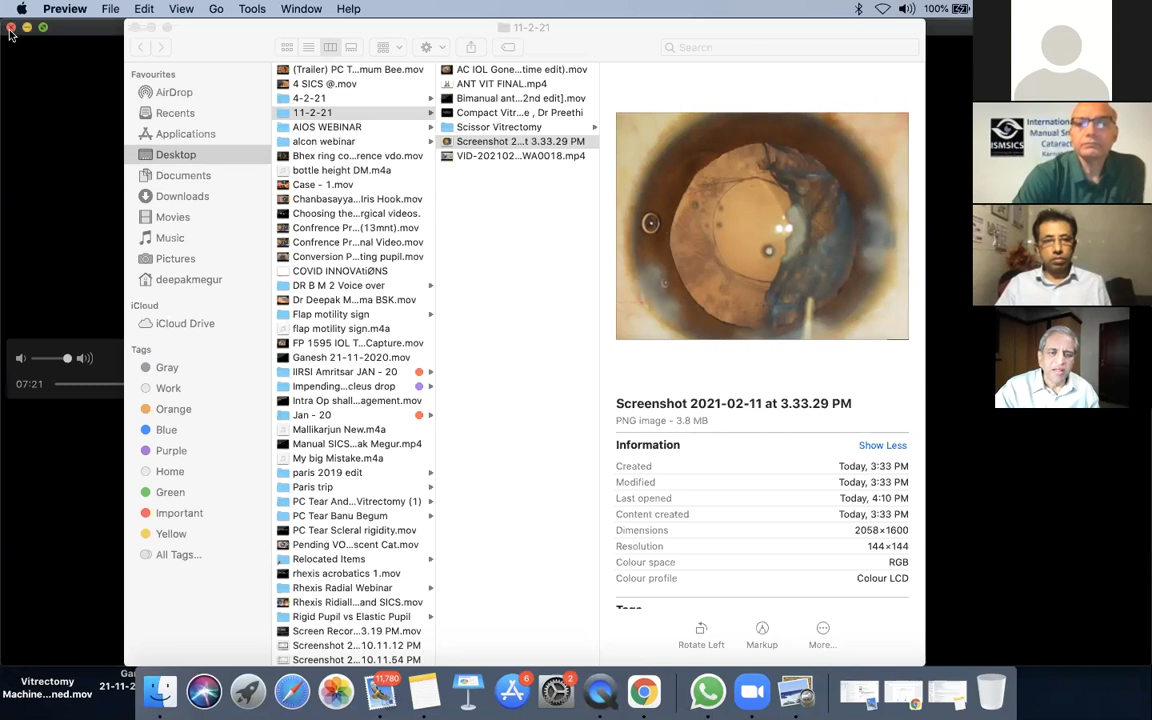 Preview File Edit View Go Tools Window Help 100%
11-2-21
Search
Favourites
AirDrop
Recents
Applications
Desktop
Documents
Downloads
Movies
Music
Pictures
deepakmegur
iCloud
iCloud Drive
Tags
Gray
Work
Orange
Blue
Purple
Home
Green
Important
Yellow
All Tags...
(Trailer) PC T...mum Bee.mov
4 SICS @.mov
4-2-21
11-2-21
AIOS WEBINAR
alcon webinar
Bhex ring co...rence vdo.mov
bottle height DM.m4a
Case - 1.mov
Chanbasayya...Iris Hook.mov
Choosing the...rgical videos.
Confrence Pr...(13mnt).mov
Confrence Pr...nal Video.mov
Conversion P...ting pupil.mov
COVID INNOVAtiØNS
DR B M 2 Voice over
Dr Deepak M...ma BSK.mov
Flap motility sign
flap motility sign.m4a
FP 1595 IOL T...Capture.mov
Ganesh 21-11-2020.mov
IIRSI Amritsar JAN - 20
Impending...cleus drop
Intra Op shall...agement.mov
Jan - 20
Mallikarjun New.m4a
Manual SICS...ak Megur.mp4
My big Mistake.m4a
paris 2019 edit
Paris trip
PC Tear And...Vitrectomy (1)
PC Tear Banu Begum
PC Tear Scleral rigidity.mov
Pending VO...scent Cat.mov
Relocated Items
rhexis acrobatics 1.mov
Rhexis Radial Webinar
Rhexis Ridiall...and SICS.mov
Rigid Pupil vs Elastic Pupil
Screen Recor...3.19 PM.mov
Screenshot 2...10.11.12 PM
Screenshot 2...10.11.54 PM
AC IOL Gone...time edit).mov
ANT VIT FINAL.mp4
Bimanual ant...2nd edit].mov
Compact Vitr...e , Dr Preethi
Scissor Vitrectomy
Screenshot 2...t 3.33.29 PM
VID-202102...WA0018.mp4
Screenshot 2021-02-11 at 3.33.29 PM
PNG image - 3.8 MB
Information Show Less
Created Today, 3:33 PM
Modified Today, 3:33 PM
Last opened Today, 4:10 PM
Content created Today, 3:33 PM
Dimensions 2058×1600
Resolution 144×144
Colour space RGB
Colour profile Colour LCD
Rotate Left Markup More...
07:21
Vitrectomy
Machine...ned.mov
21-11-2
11,780
6
2
International
Manual Sm
Cataract
ISMSICS